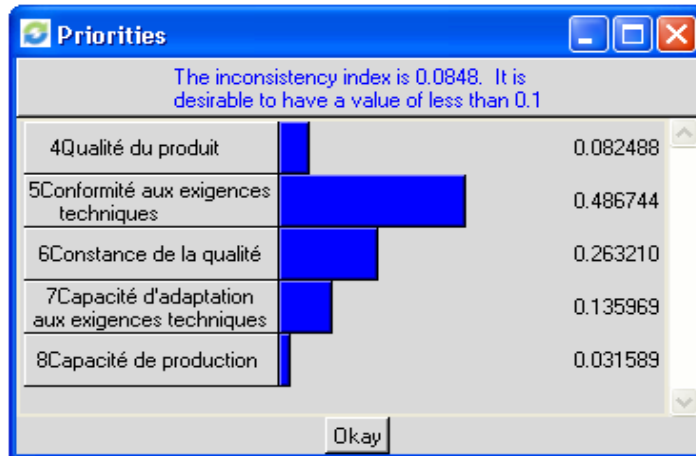 Priorities
The inconsistency index is 0.0848. It is
desirable to have a value of less than 0.1
4Qualité du produit 0.082488
5Conformité aux exigences
techniques 0.486744
6Constance de la qualité 0.263210
7Capacité d'adaptation
aux exigences techniques 0.135969
8Capacité de production 0.031589
Okay